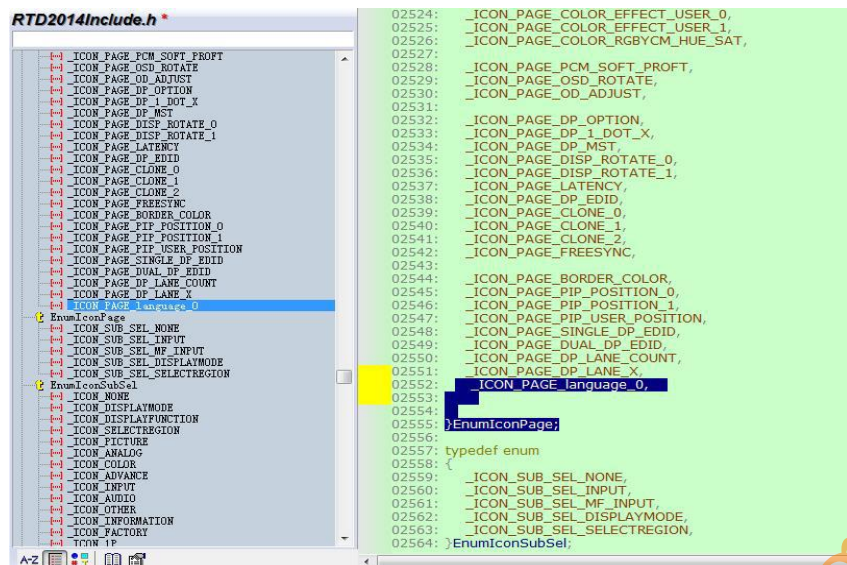 RTD2014Include.h *
_ICON_PAGE_PCM_SOFT_PROFT
_ICON_PAGE_OSD_ROTATE
_ICON_PAGE_OD_ADJUST
_ICON_PAGE_DP_OPTION
_ICON_PAGE_DP_1_DOT_X
_ICON_PAGE_DP_MST
_ICON_PAGE_DISP_ROTATE_0
_ICON_PAGE_DISP_ROTATE_1
_ICON_PAGE_LATENCY
_ICON_PAGE_DP_EDID
_ICON_PAGE_CLONE_0
_ICON_PAGE_CLONE_1
_ICON_PAGE_CLONE_2
_ICON_PAGE_FREESYNC
_ICON_PAGE_BORDER_COLOR
_ICON_PAGE_PIP_POSITION_0
_ICON_PAGE_PIP_POSITION_1
_ICON_PAGE_PIP_USER_POSITION
_ICON_PAGE_SINGLE_DP_EDID
_ICON_PAGE_DUAL_DP_EDID
_ICON_PAGE_DP_LANE_COUNT
_ICON_PAGE_DP_LANE_X
_ICON_PAGE_language_0
EnumIconPage
_ICON_SUB_SEL_NONE
_ICON_SUB_SEL_INPUT
_ICON_SUB_SEL_MF_INPUT
_ICON_SUB_SEL_DISPLAYMODE
_ICON_SUB_SEL_SELECTREGION
EnumIconSubSel
_ICON_NONE
_ICON_DISPLAYMODE
_ICON_DISPLAYFUNCTION
_ICON_SELECTREGION
_ICON_PICTURE
_ICON_ANALOG
_ICON_COLOR
_ICON_ADVANCE
_ICON_INPUT
_ICON_AUDIO
_ICON_OTHER
_ICON_INFORMATION
_ICON_FACTORY
_ICON_1P
A-Z
02524: _ICON_PAGE_COLOR_EFFECT_USER_0,
02525: _ICON_PAGE_COLOR_EFFECT_USER_1,
02526: _ICON_PAGE_COLOR_RGBYCM_HUE_SAT,
02527:
02528: _ICON_PAGE_PCM_SOFT_PROFT,
02529: _ICON_PAGE_OSD_ROTATE,
02530: _ICON_PAGE_OD_ADJUST,
02531:
02532: _ICON_PAGE_DP_OPTION,
02533: _ICON_PAGE_DP_1_DOT_X,
02534: _ICON_PAGE_DP_MST,
02535: _ICON_PAGE_DISP_ROTATE_0,
02536: _ICON_PAGE_DISP_ROTATE_1,
02537: _ICON_PAGE_LATENCY,
02538: _ICON_PAGE_DP_EDID,
02539: _ICON_PAGE_CLONE_0,
02540: _ICON_PAGE_CLONE_1,
02541: _ICON_PAGE_CLONE_2,
02542: _ICON_PAGE_FREESYNC,
02543:
02544: _ICON_PAGE_BORDER_COLOR,
02545: _ICON_PAGE_PIP_POSITION_0,
02546: _ICON_PAGE_PIP_POSITION_1,
02547: _ICON_PAGE_PIP_USER_POSITION,
02548: _ICON_PAGE_SINGLE_DP_EDID,
02549: _ICON_PAGE_DUAL_DP_EDID,
02550: _ICON_PAGE_DP_LANE_COUNT,
02551: _ICON_PAGE_DP_LANE_X,
02552: _ICON_PAGE_language_0,
02553:
02554:
02555: }EnumIconPage;
02556:
02557: typedef enum
02558: {
02559: _ICON_SUB_SEL_NONE,
02560: _ICON_SUB_SEL_INPUT,
02561: _ICON_SUB_SEL_MF_INPUT,
02562: _ICON_SUB_SEL_DISPLAYMODE,
02563: _ICON_SUB_SEL_SELECTREGION,
02564: }EnumIconSubSel;